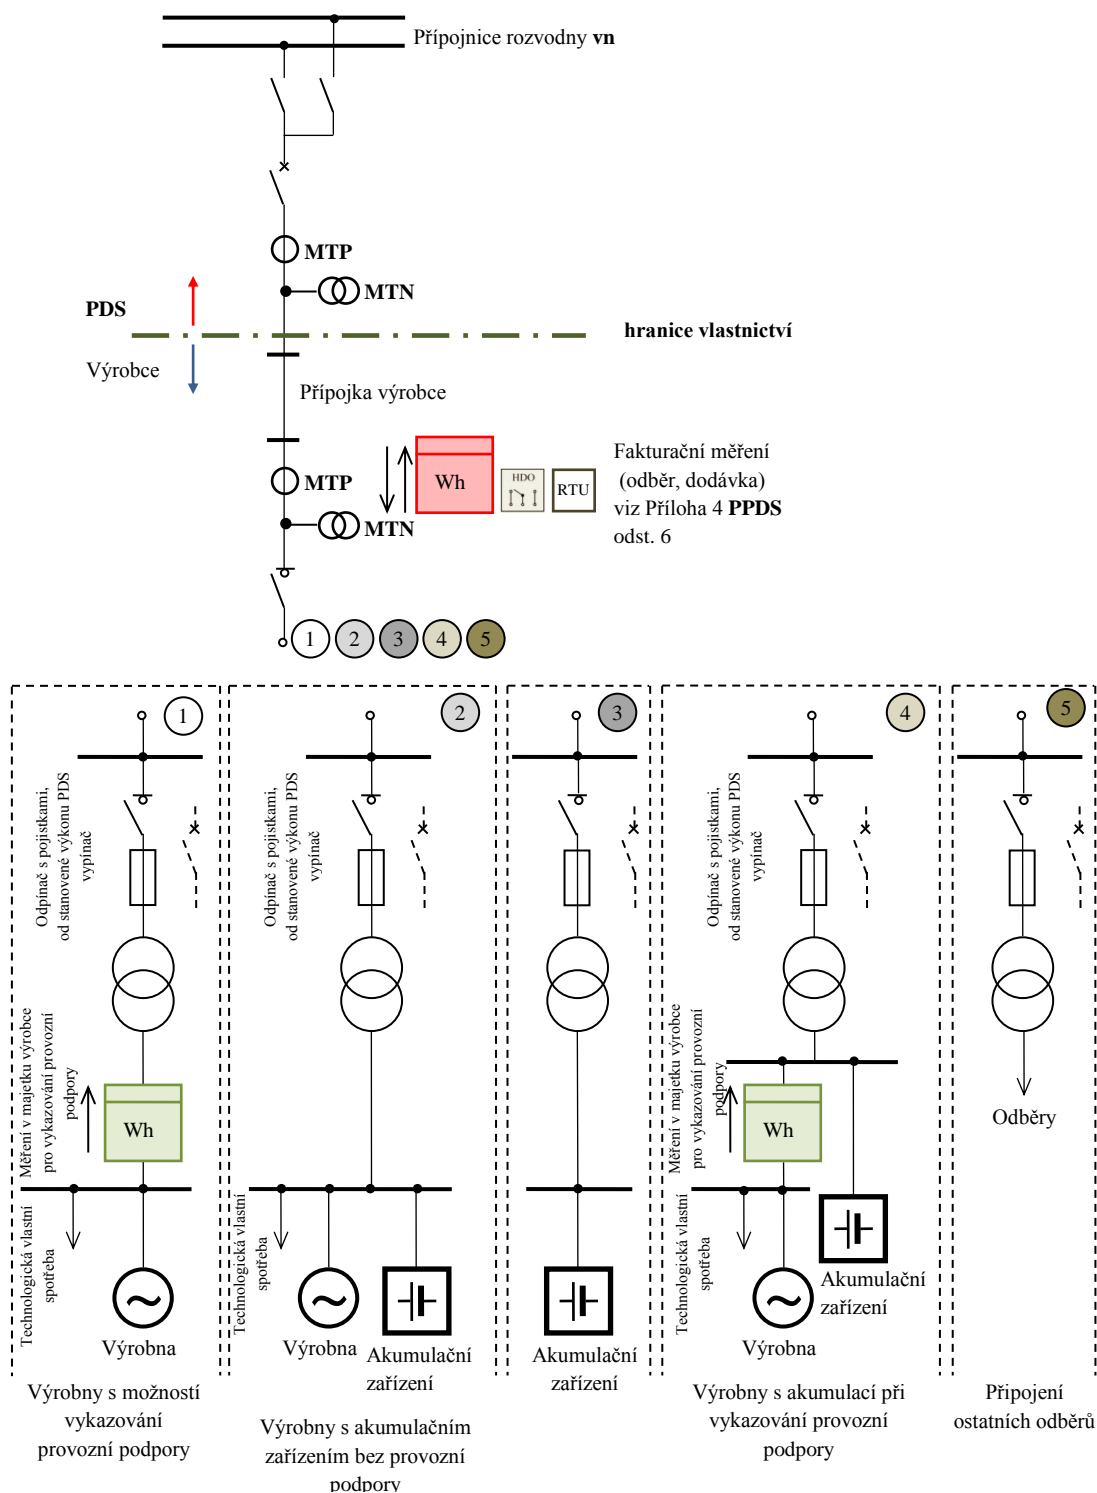 Přípojnice rozvodny vn
MTP
MTN
PDS
hranice vlastnictví
Výrobce
Přípojka výrobce
MTP
MTN
Wh
HDO
RTU
Fakturační měření
(odběr, dodávka)
viz Příloha 4 PPDS
odst. 6
1 2 3 4 5
1
Odpínač s pojistkami,
od stanovené výkonu PDS
vypínač
Měření v majetku výrobce
pro vykazování provozní
podpory
Wh
Technologická vlastní
spotřeba
Výrobna
Výrobny s možností
vykazování
provozní podpory
2
Odpínač s pojistkami,
od stanovené výkonu PDS
vypínač
Technologická vlastní
spotřeba
Výrobna
Akumulační
zařízení
Výrobny s akumulačním
zařízením bez provozní
podpory
3
Akumulační
zařízení
4
Odpínač s pojistkami,
od stanovené výkonu PDS
vypínač
Měření v majetku výrobce
pro vykazování provozní
podpory
Wh
Technologická vlastní
spotřeba
Výrobna
Akumulační
zařízení
Výrobny s akumulací při
vykazování provozní
podpory
5
Odběry
Připojení
ostatních odběrů